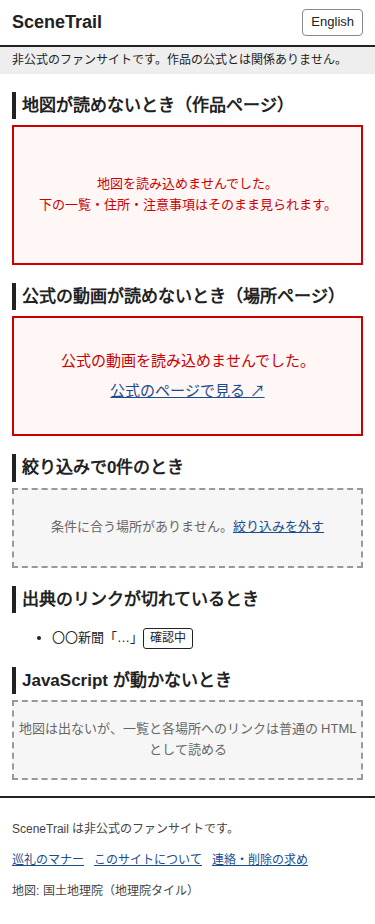 SceneTrail
English
非公式のファンサイトです。作品の公式とは関係ありません。
地図が読めないとき（作品ページ）
地図を読み込めませんでした。
下の一覧・住所・注意事項はそのまま見られます。
公式の動画が読めないとき（場所ページ）
公式の動画を読み込めませんでした。
公式のページで見る ↗
絞り込みで0件のとき
条件に合う場所がありません。絞り込みを外す
出典のリンクが切れているとき
• 〇〇新聞「…」 確認中
JavaScript が動かないとき
地図は出ないが、一覧と各場所へのリンクは普通の HTML
として読める
SceneTrail は非公式のファンサイトです。
巡礼のマナー このサイトについて 連絡・削除の求め
地図: 国土地理院（地理院タイル）